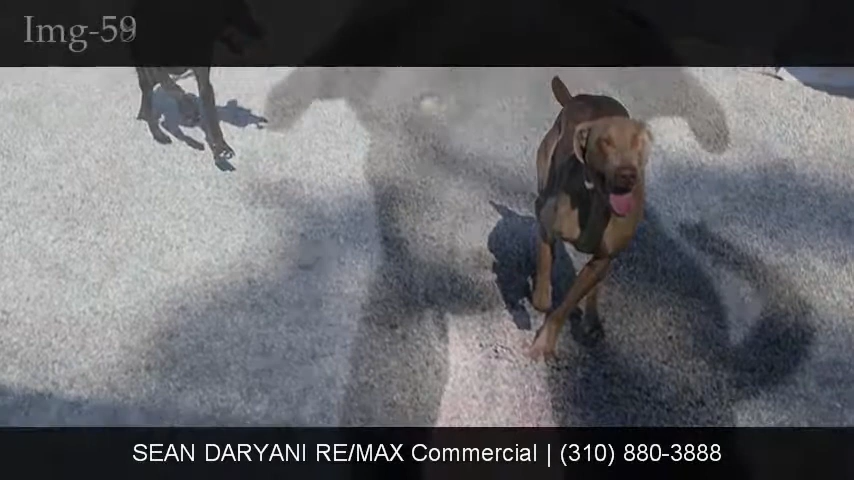 Img-59
SEAN DARYANI RE/MAX Commercial | (310) 880-3888